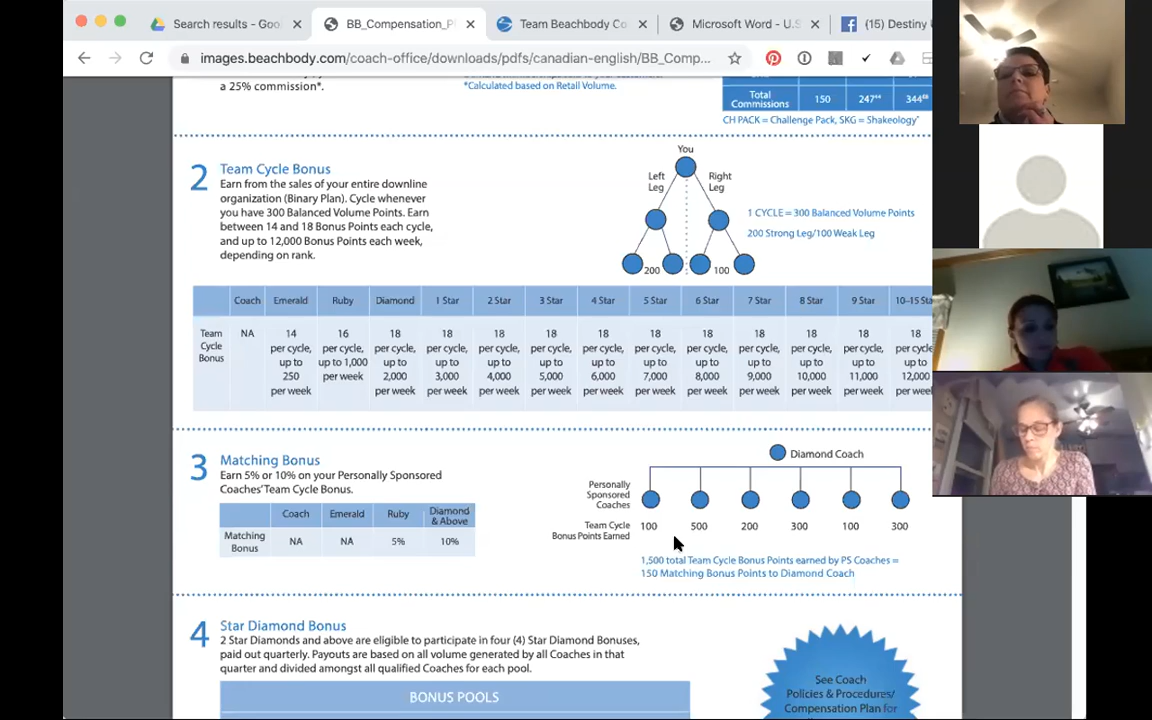 Search results - Goo
BB_Compensation_P
Team Beachbody Co
Microsoft Word - U.S
(15) Destiny
images.beachbody.com/coach-office/downloads/pdfs/canadian-english/BB_Comp...
a 25% commission*.
*Calculated based on Retail Volume.
Total Commissions 150 247** 344
CH PACK = Challenge Pack, SKG = Shakeology
2 Team Cycle Bonus
Earn from the sales of your entire downline
organization (Binary Plan). Cycle whenever
you have 300 Balanced Volume Points. Earn
between 14 and 18 Bonus Points each cycle,
and up to 12,000 Bonus Points each week,
depending on rank.
You
Left Leg
Right Leg
1 CYCLE = 300 Balanced Volume Points
200 Strong Leg/100 Weak Leg
200 100
Coach Emerald Ruby Diamond 1 Star 2 Star 3 Star 4 Star 5 Star 6 Star 7 Star 8 Star 9 Star 10-15 Sta
Team NA 14 16 18 18 18 18 18 18 18 18 18 18 18
Cycle per cycle, per cycle, per cycle, per cycle, per cycle, per cycle, per cycle, per cycle, per cycle, per cycle, per cycle, per cycle, per cycle
Bonus up to up to 1,000 up to up to up to up to up to up to up to up to up to up to up to
250 per week 2,000 3,000 4,000 5,000 6,000 7,000 8,000 9,000 10,000 11,000 12,000
per week per week per week per week per week per week per week per week per week per week per week per week
3 Matching Bonus
Earn 5% or 10% on your Personally Sponsored
Coaches' Team Cycle Bonus.
Coach Emerald Ruby Diamond & Above
Matching Bonus NA NA 5% 10%
Diamond Coach
Personally
Sponsored
Coaches
Team Cycle
Bonus Points Earned
100 500 200 300 100 300
1,500 total Team Cycle Bonus Points earned by PS Coaches =
150 Matching Bonus Points to Diamond Coach
4 Star Diamond Bonus
2 Star Diamonds and above are eligible to participate in four (4) Star Diamond Bonuses,
paid out quarterly. Payouts are based on all volume generated by all Coaches in that
quarter and divided amongst all qualified Coaches for each pool.
BONUS POOLS
See Coach
Policies & Procedures/
Compensation Plan for